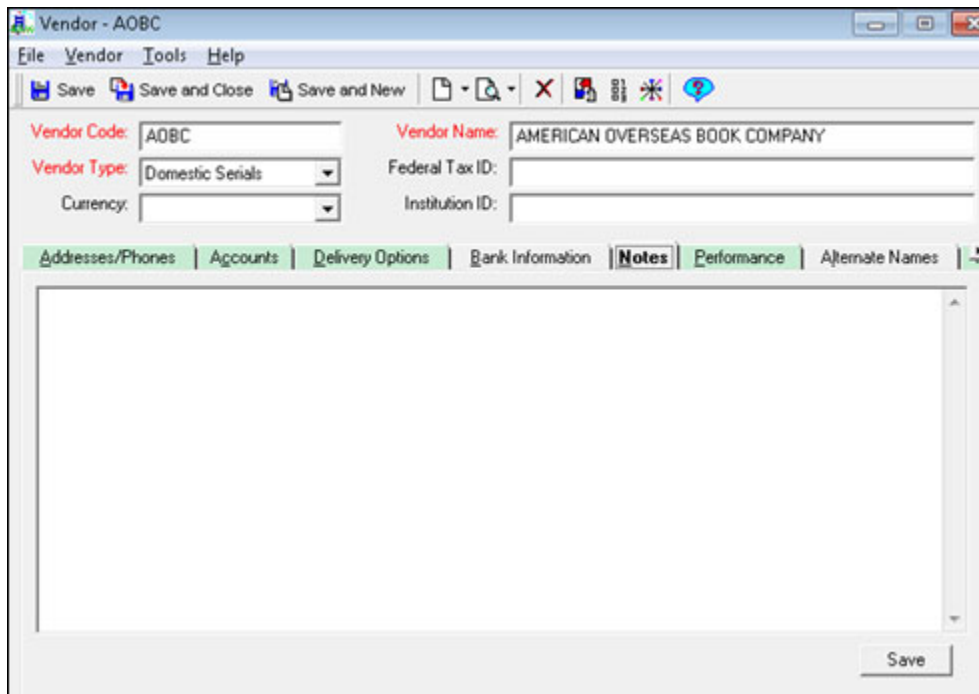 Vendor - AOBC
File Vendor Tools Help
Save Save and Close Save and New
Vendor Code: AOBC Vendor Name: AMERICAN OVERSEAS BOOK COMPANY
Vendor Type: Domestic Serials Federal Tax ID:
Currency: Institution ID:
Addresses/Phones Accounts Delivery Options Bank Information Notes Performance Alternate Names
Save